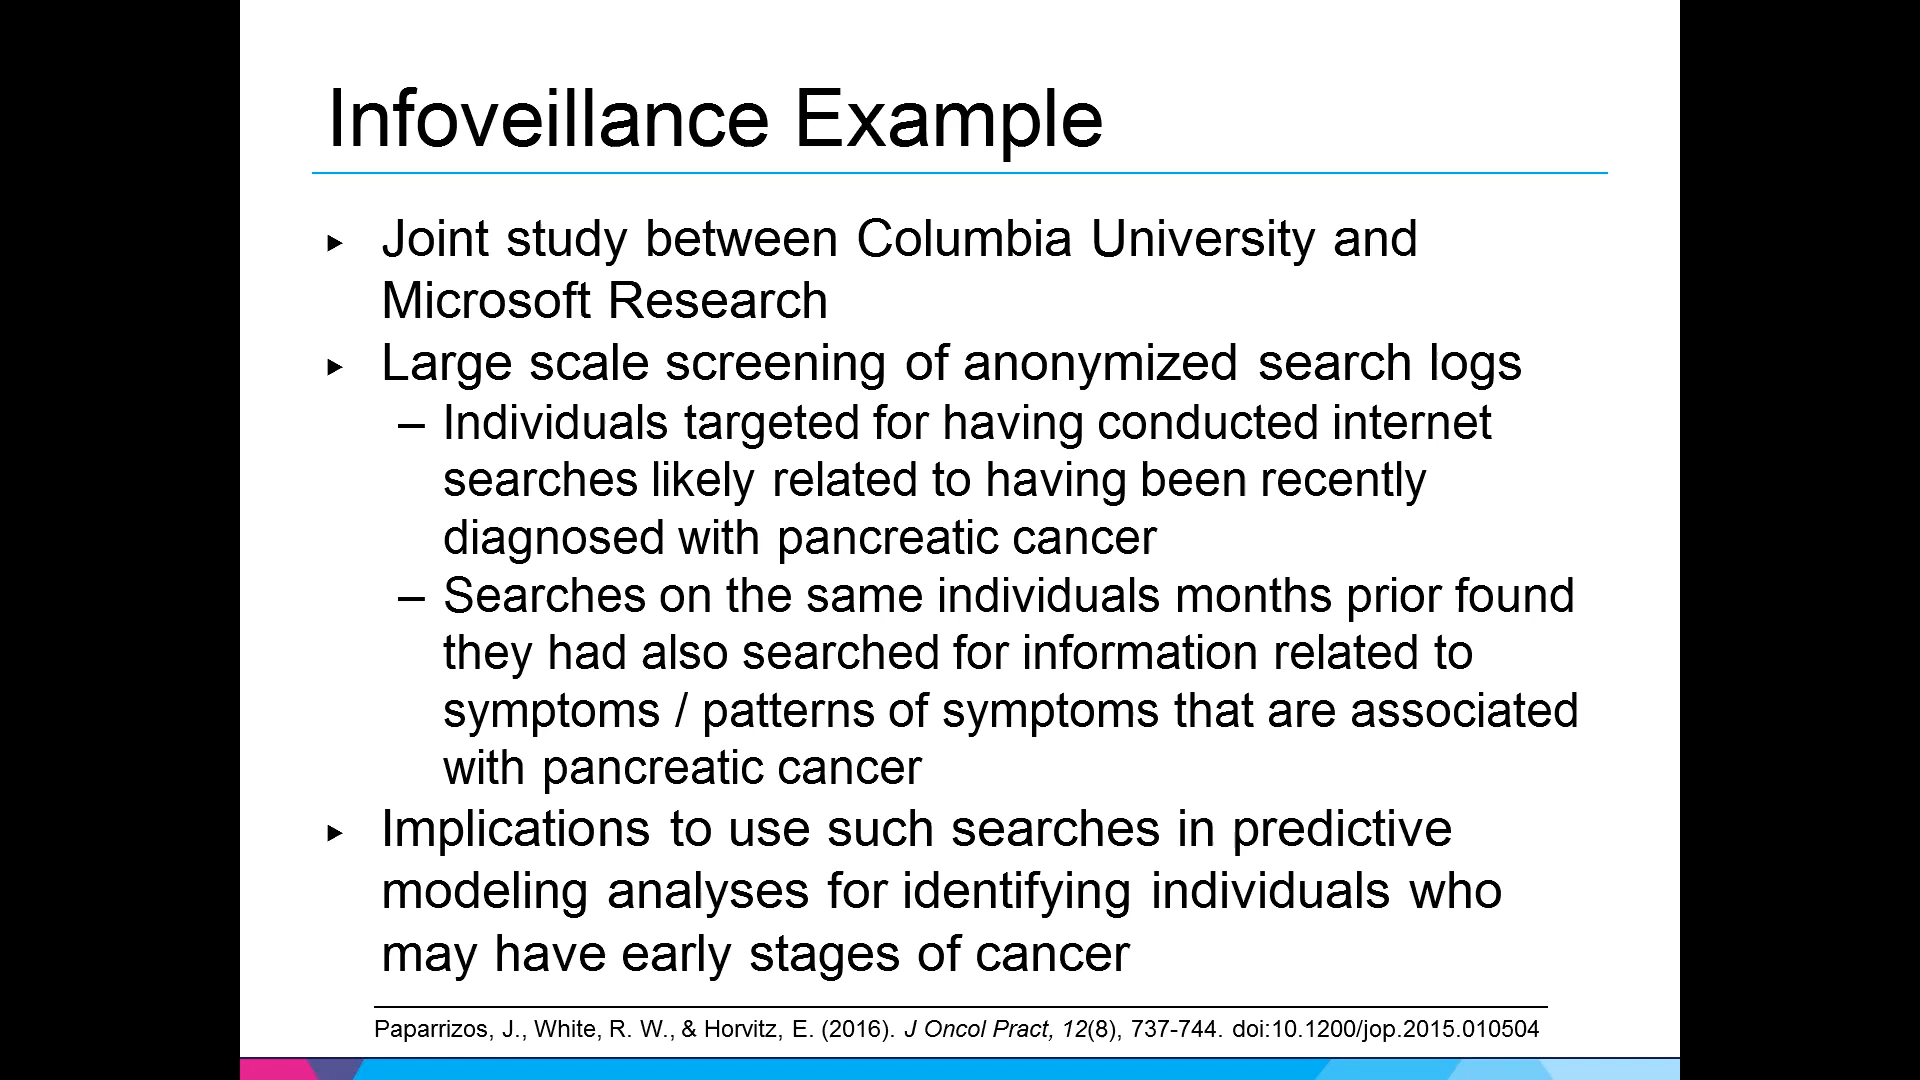 Infoveillance Example
▸ Joint study between Columbia University and
Microsoft Research
▸ Large scale screening of anonymized search logs
– Individuals targeted for having conducted internet
searches likely related to having been recently
diagnosed with pancreatic cancer
– Searches on the same individuals months prior found
they had also searched for information related to
symptoms / patterns of symptoms that are associated
with pancreatic cancer
▸ Implications to use such searches in predictive
modeling analyses for identifying individuals who
may have early stages of cancer
Paparrizos, J., White, R. W., & Horvitz, E. (2016). J Oncol Pract, 12(8), 737-744. doi:10.1200/jop.2015.010504